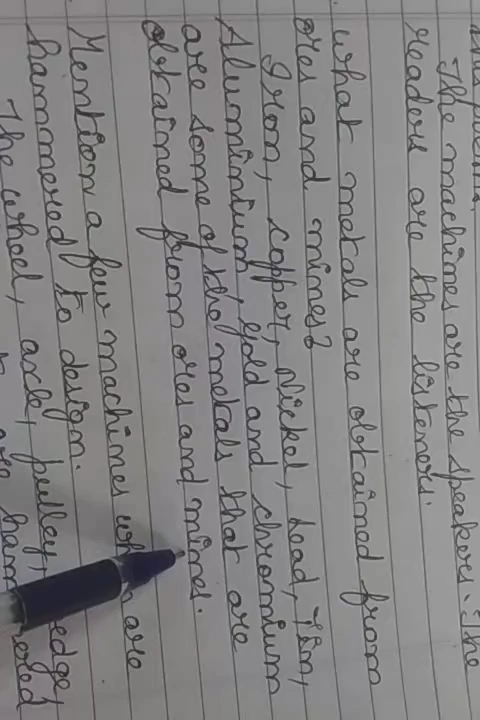 The machines are the speakers. The
readers are the listeners.
what metals are obtained from
ores and mines?
Iron, copper, Nickel, Lead, Tin,
Aluminium, Gold and chromium
are some of the metals that are
obtained from ores and mines.
Mention a few machines are
hammered to design.
The wheel, axle, pulley,
are